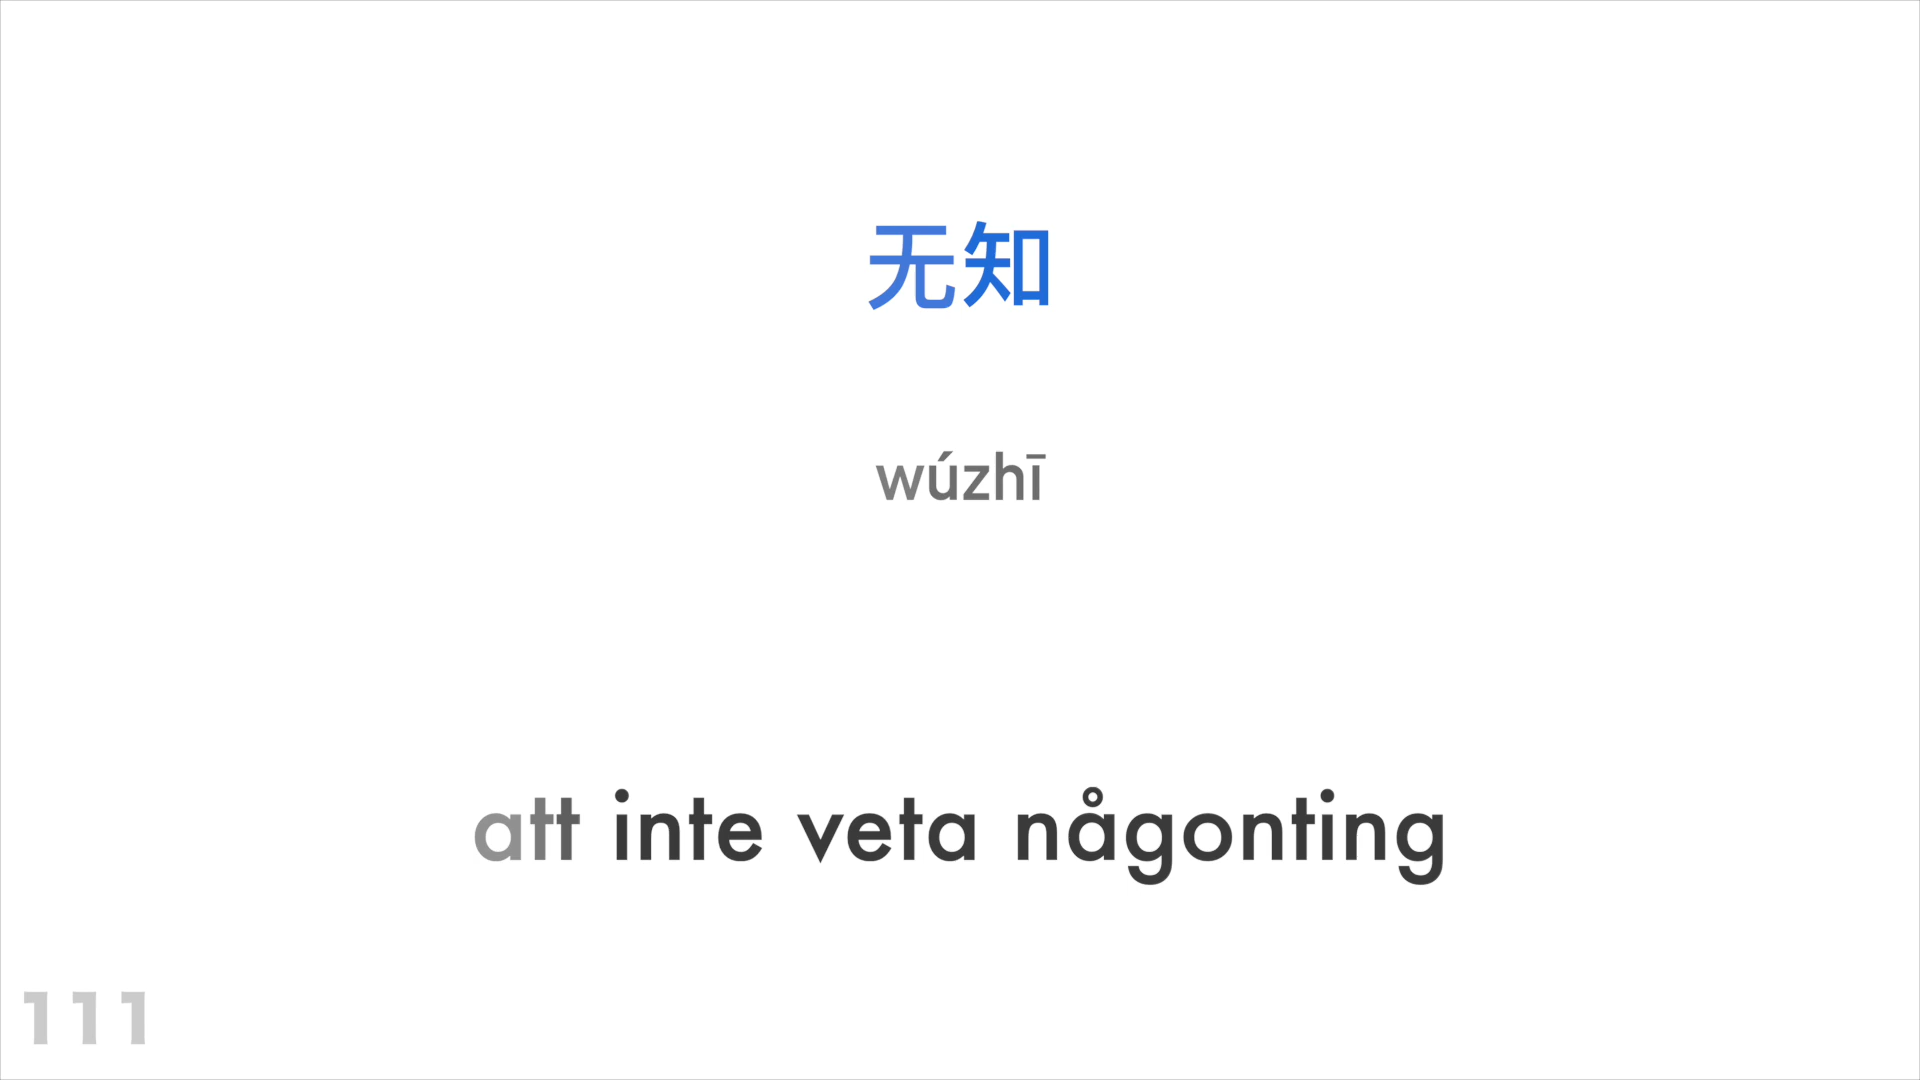 无知
wúzhī
att inte veta någonting
111